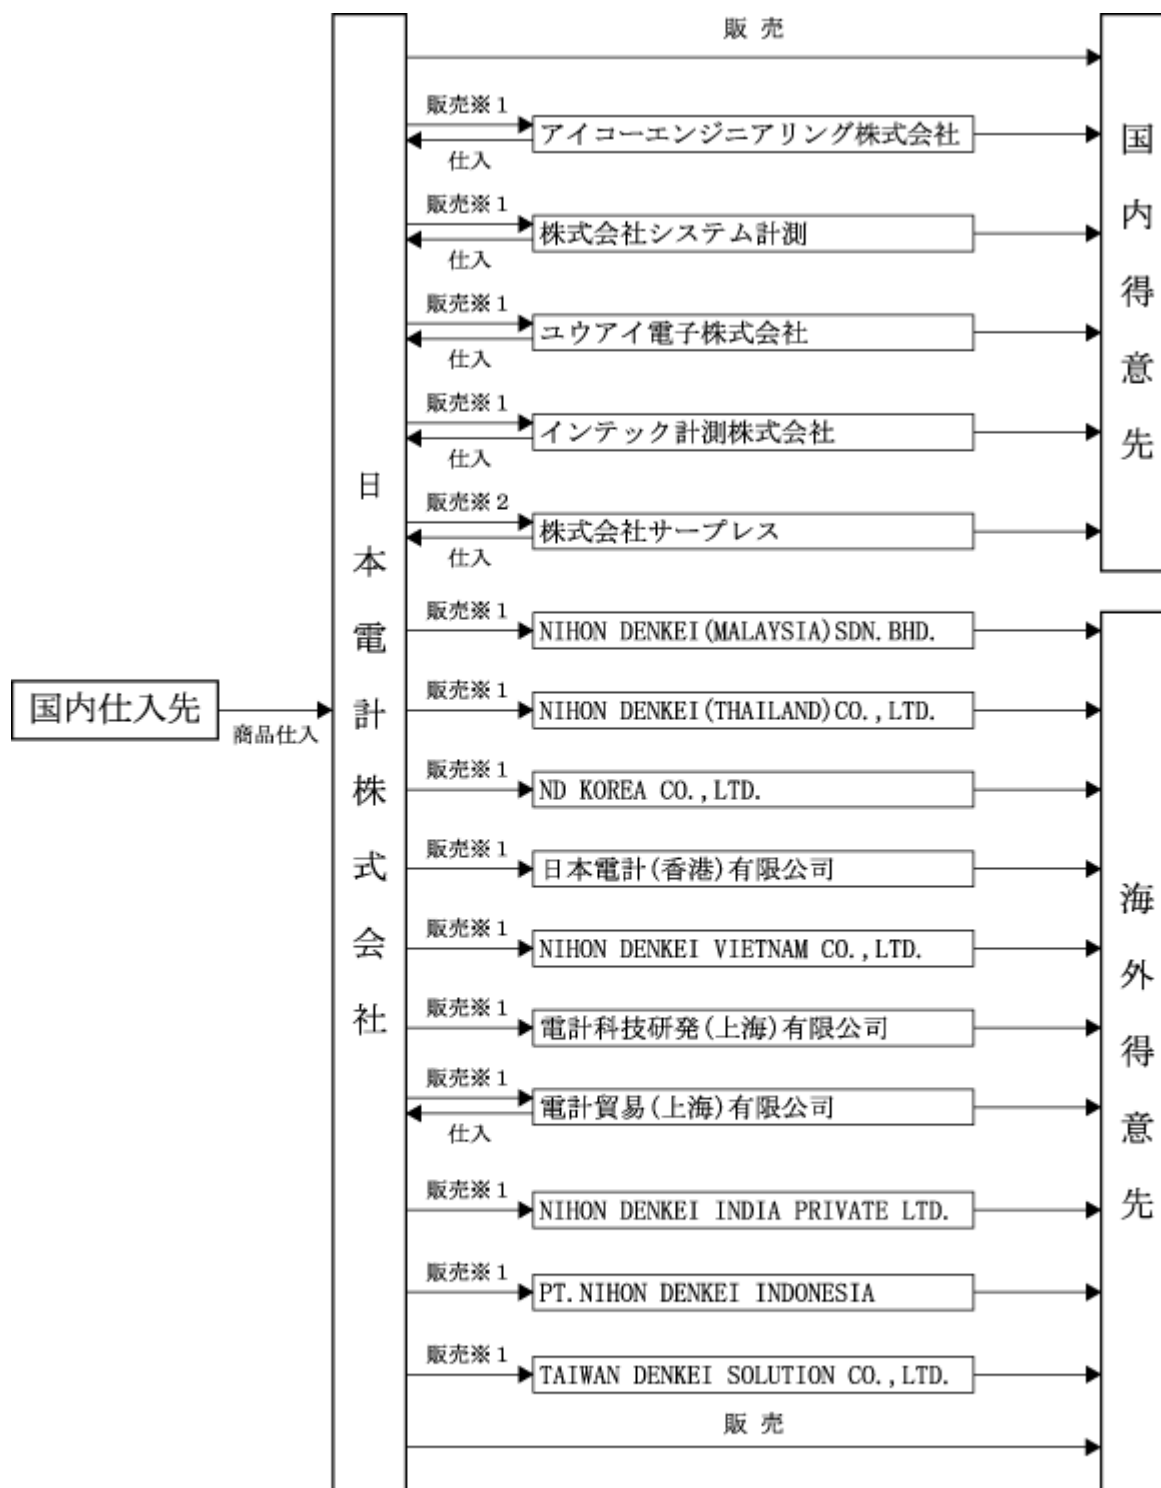 販 売
販売※1
アイコーエンジニアリング株式会社
仕入
販売※1
株式会社システム計測
仕入
販売※1
ユウアイ電子株式会社
仕入
販売※1
インテック計測株式会社
仕入
販売※2
株式会社サープレス
仕入
国内得意先
販売※1
NIHON DENKEI(MALAYSIA)SDN.BHD.
国内仕入先
商品仕入
日本電計株式会社
販売※1
NIHON DENKEI(THAILAND)CO.,LTD.
販売※1
ND KOREA CO.,LTD.
販売※1
日本電計(香港)有限公司
販売※1
NIHON DENKEI VIETNAM CO.,LTD.
販売※1
電計科技研発(上海)有限公司
販売※1
電計貿易(上海)有限公司
仕入
販売※1
NIHON DENKEI INDIA PRIVATE LTD.
販売※1
PT.NIHON DENKEI INDONESIA
販売※1
TAIWAN DENKEI SOLUTION CO.,LTD.
販 売
海外得意先